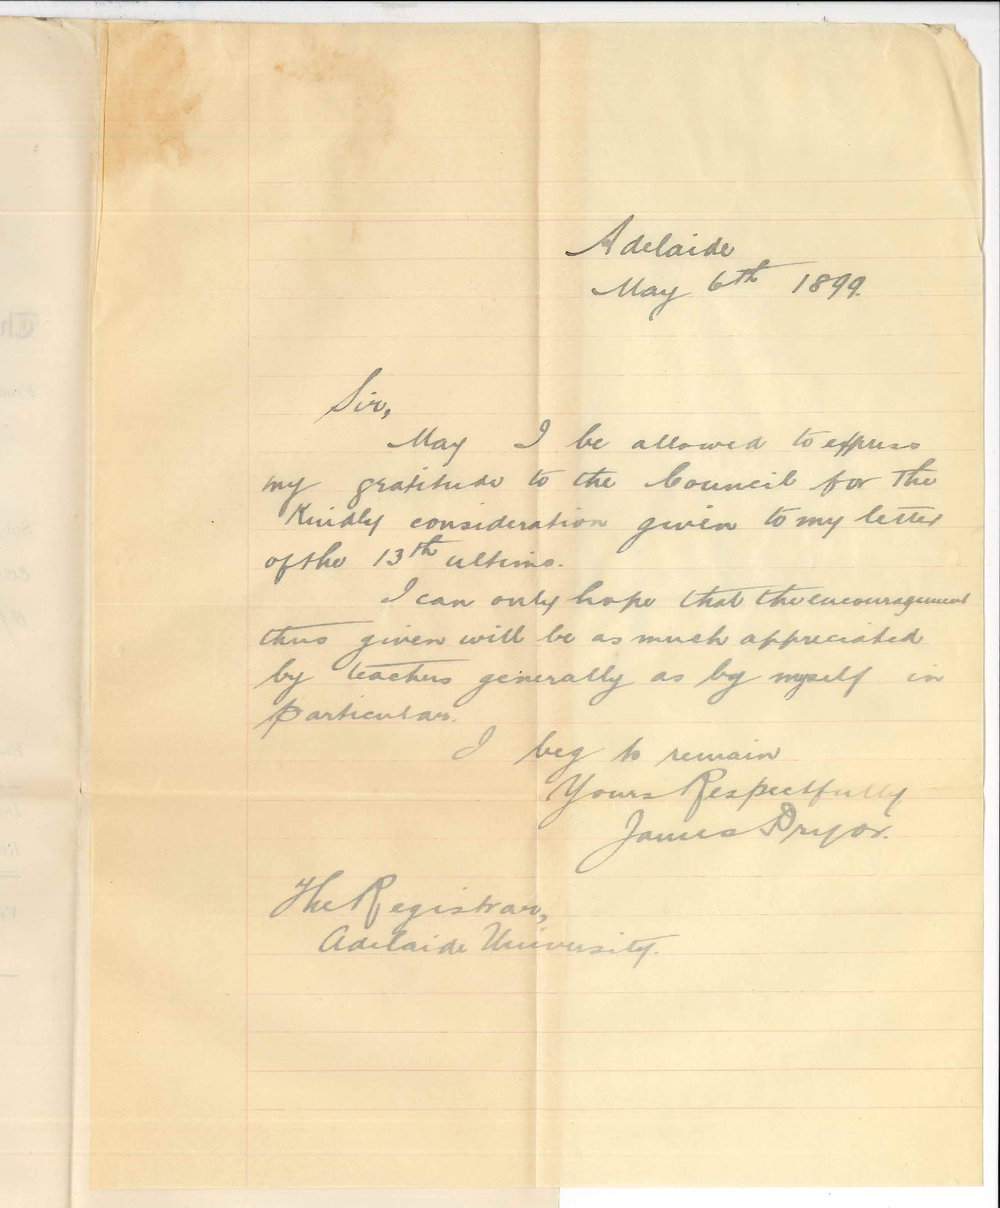 Adelaide
May 6th 1899.
Sir,
May I be allowed to express
my gratitude to the Council for the
Kindly consideration given to my letter
of the 13th ultimo.
I can only hope that the encouragement
thus given will be as much appreciated
by teachers generally as by myself in
particular.
I beg to remain
Yours Respectfully
James Pryor.
The Registrar,
Adelaide University.